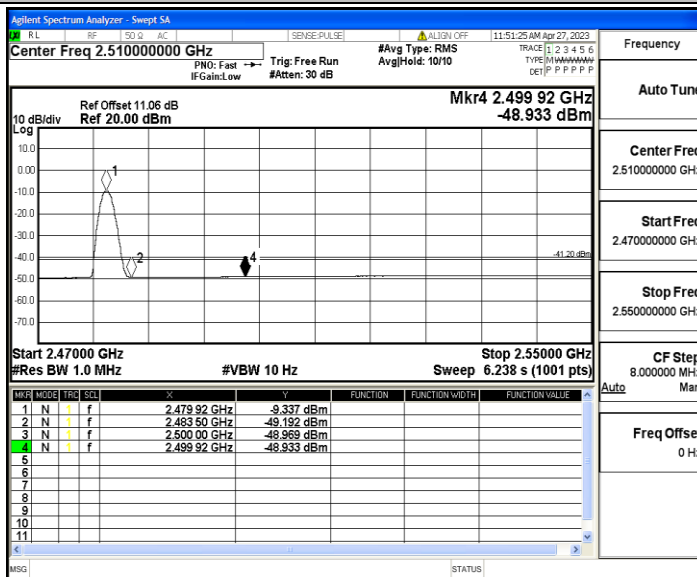 Agilent Spectrum Analyzer - Swept SA
RL RF 50 Ω AC SENSE:PULSE ALIGN OFF 11:51:25 AM Apr 27, 2023
Center Freq 2.510000000 GHz
PNO: Fast
IFGain:Low
Trig: Free Run
#Atten: 30 dB
#Avg Type: RMS
Avg|Hold: 10/10
TRACE 1 2 3 4 5 6
TYPE M
DET P P P P P P
Mkr4 2.499 92 GHz
-48.933 dBm
Ref Offset 11.06 dB
10 dB/div Ref 20.00 dBm
Log
10.0
0.00
-10.0
-20.0
-30.0
-40.0
-50.0
-60.0
-70.0
1
2
4
-41.20 dBm
Start 2.47000 GHz Stop 2.55000 GHz
#Res BW 1.0 MHz #VBW 10 Hz Sweep 6.238 s (1001 pts)
MKR MODE TRC SCL X Y FUNCTION FUNCTION WIDTH FUNCTION VALUE
1 N 1 f 2.479 92 GHz -9.337 dBm
2 N 1 f 2.483 50 GHz -49.192 dBm
3 N 1 f 2.500 00 GHz -48.969 dBm
4 N 1 f 2.499 92 GHz -48.933 dBm
5
6
7
8
9
10
11
MSG STATUS
Frequency
Auto Tune
Center Freq
2.510000000 GHz
Start Freq
2.470000000 GHz
Stop Freq
2.550000000 GHz
CF Step
8.000000 MHz
Auto Man
Freq Offset
0 Hz